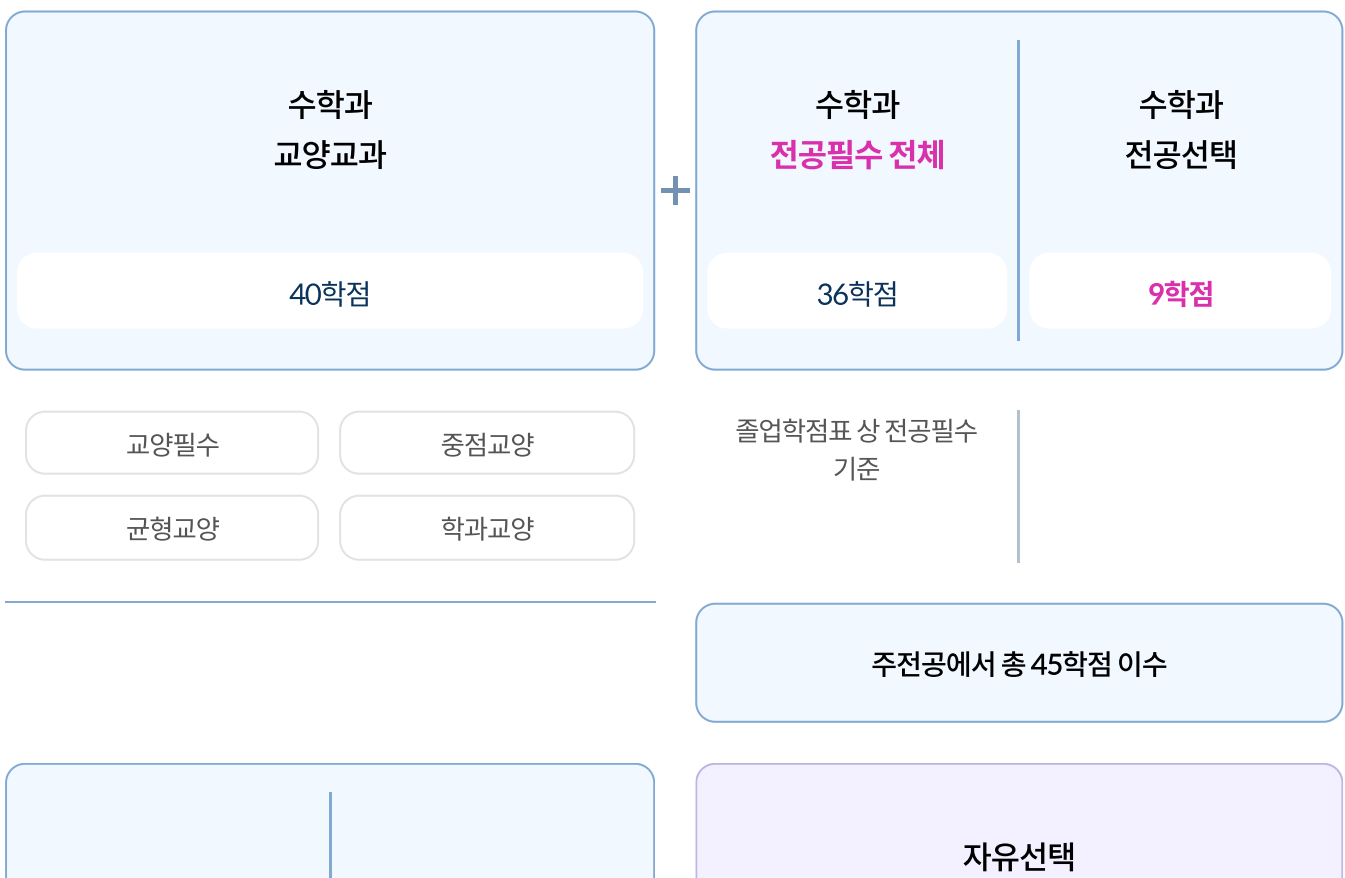 수학과
교양교과
40학점
+
수학과
전공필수 전체
36학점
수학과
전공선택
9학점
교양필수
중점교양
균형교양
학과교양
졸업학점표 상 전공필수
기준
주전공에서 총 45학점 이수
자유선택